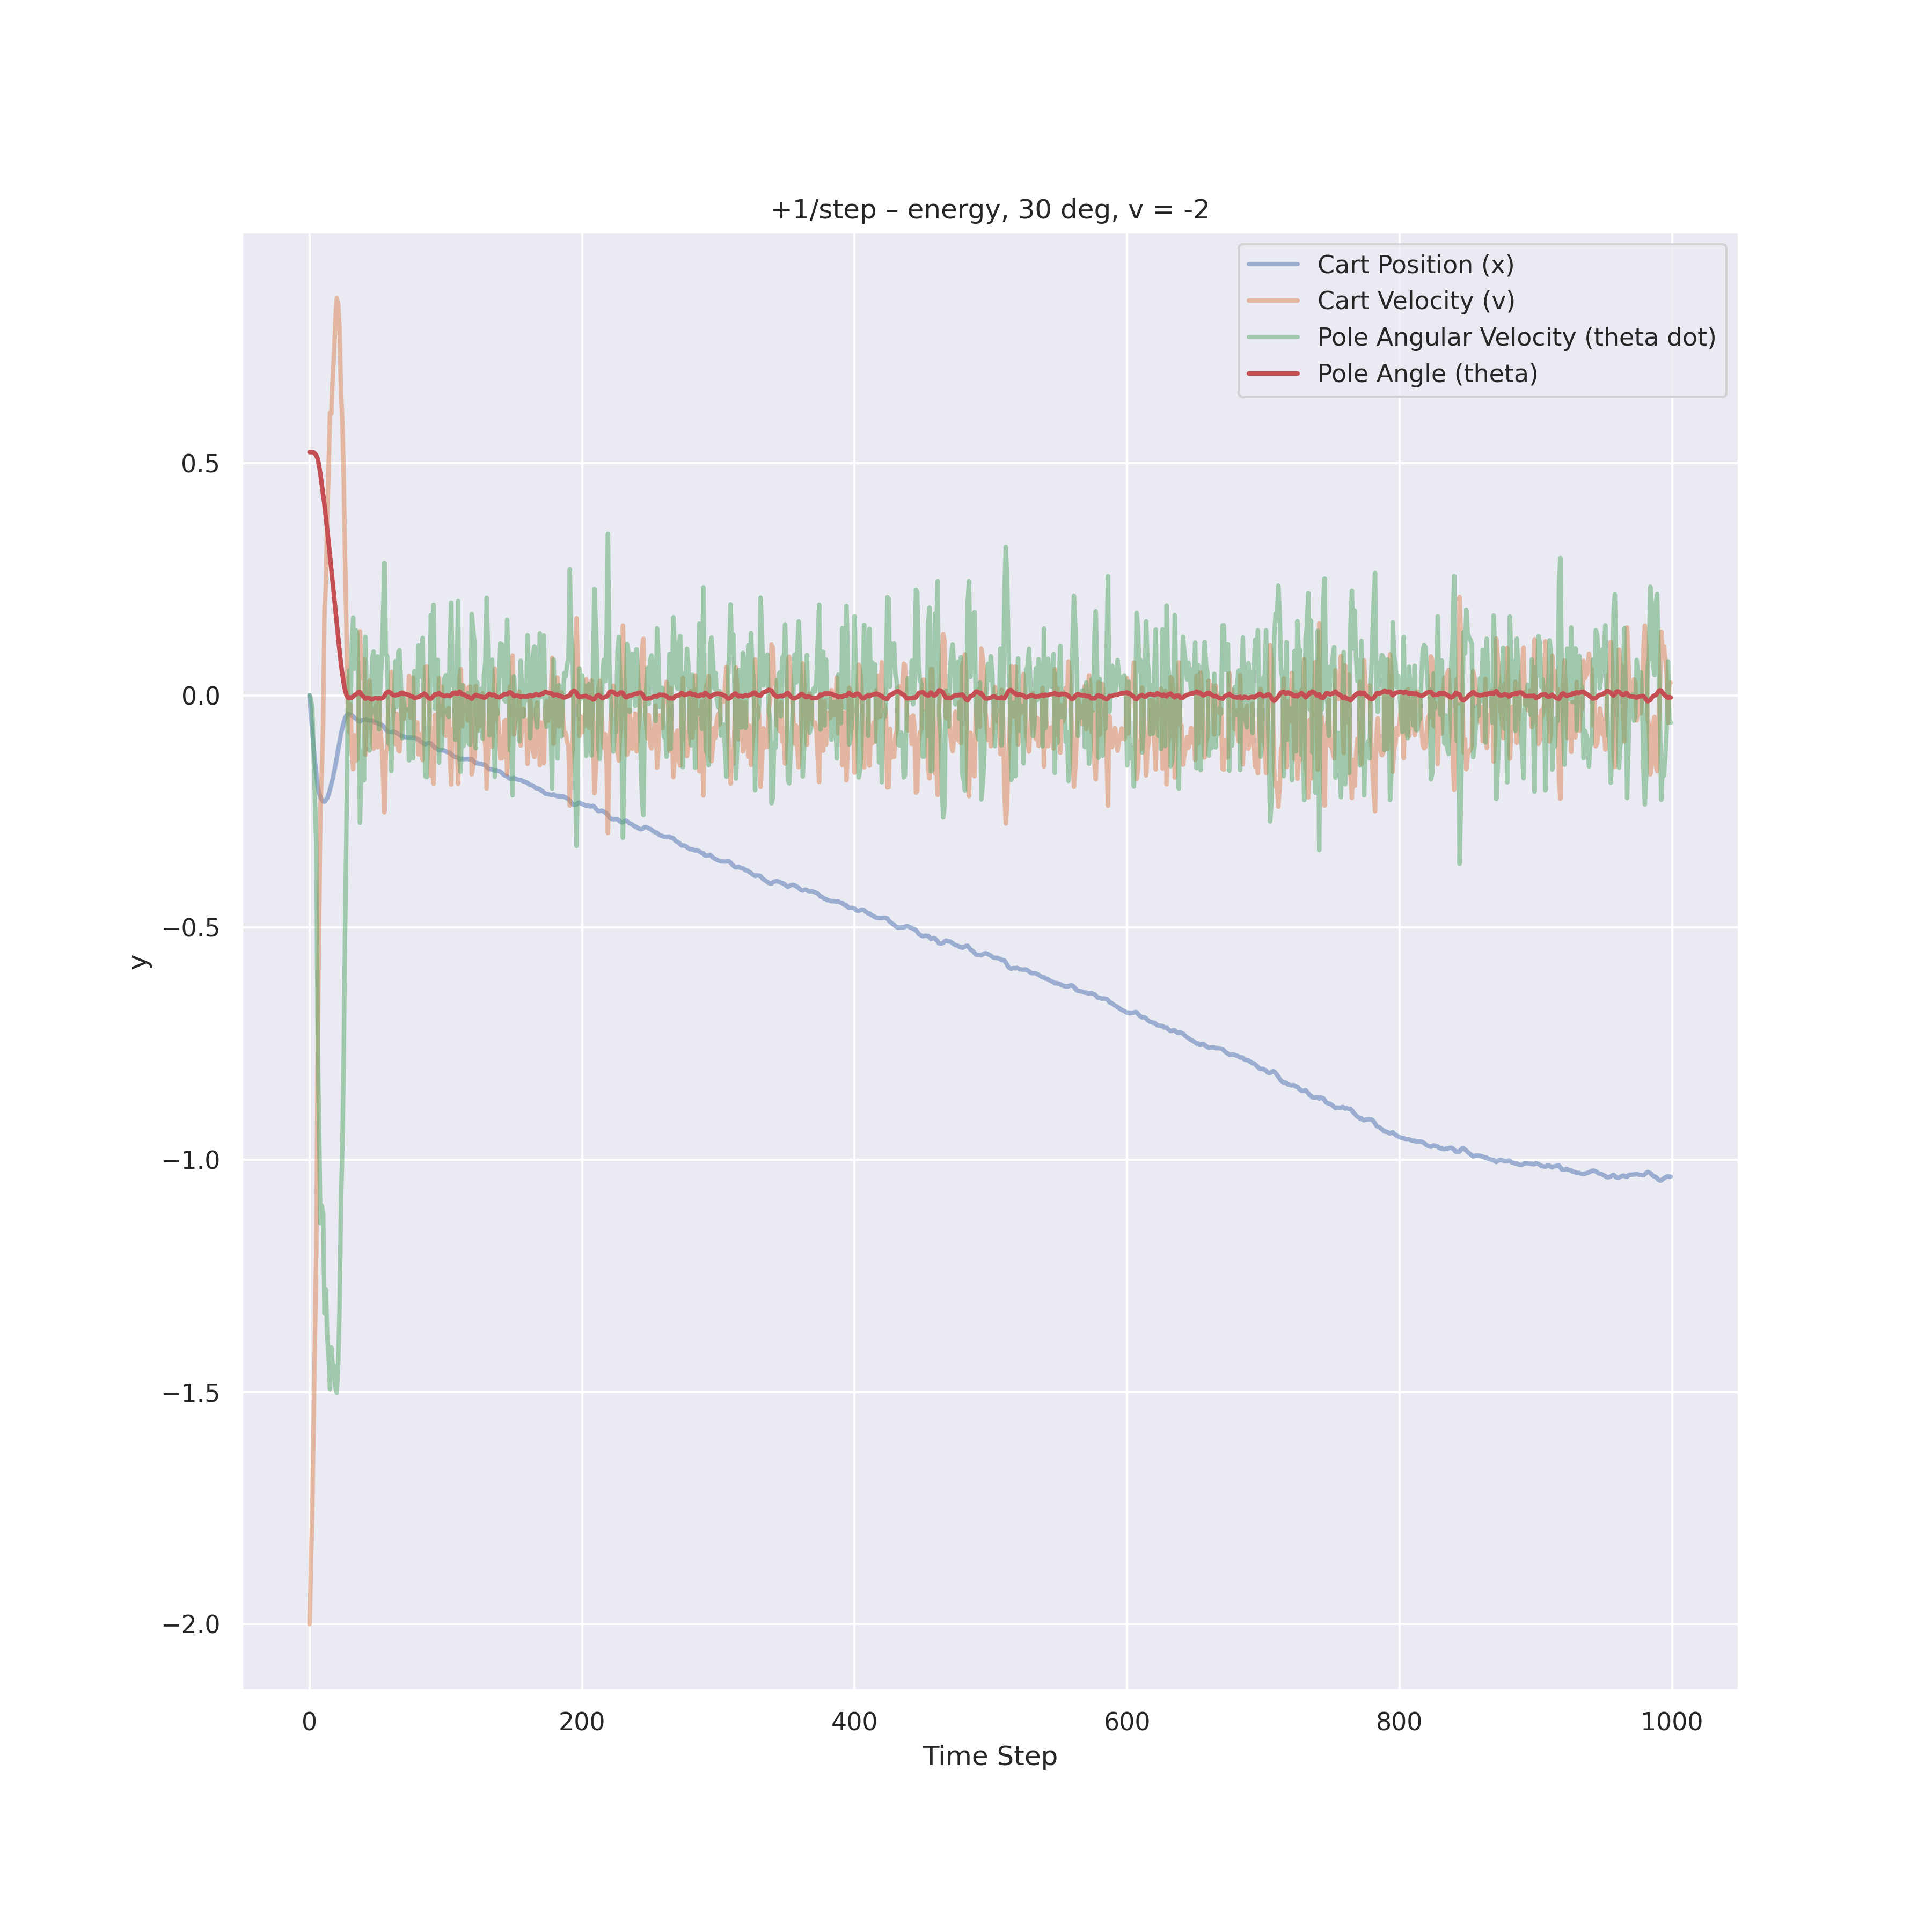 +1/step – energy, 30 deg, v = -2
Cart Position (x)
Cart Velocity (v)
Pole Angular Velocity (theta dot)
Pole Angle (theta)
0.5
0.0
−0.5
−1.0
−1.5
−2.0
y
0 200 400 600 800 1000
Time Step